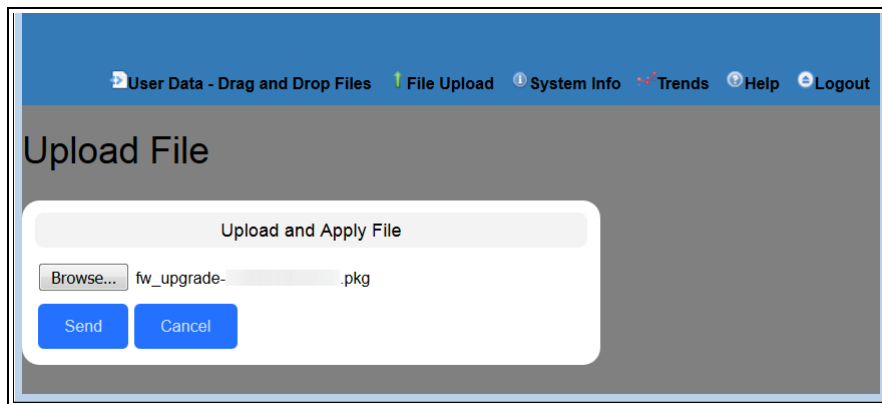 User Data - Drag and Drop Files File Upload System Info Trends Help Logout
Upload File
Upload and Apply File
Browse... fw_upgrade- .pkg
Send Cancel